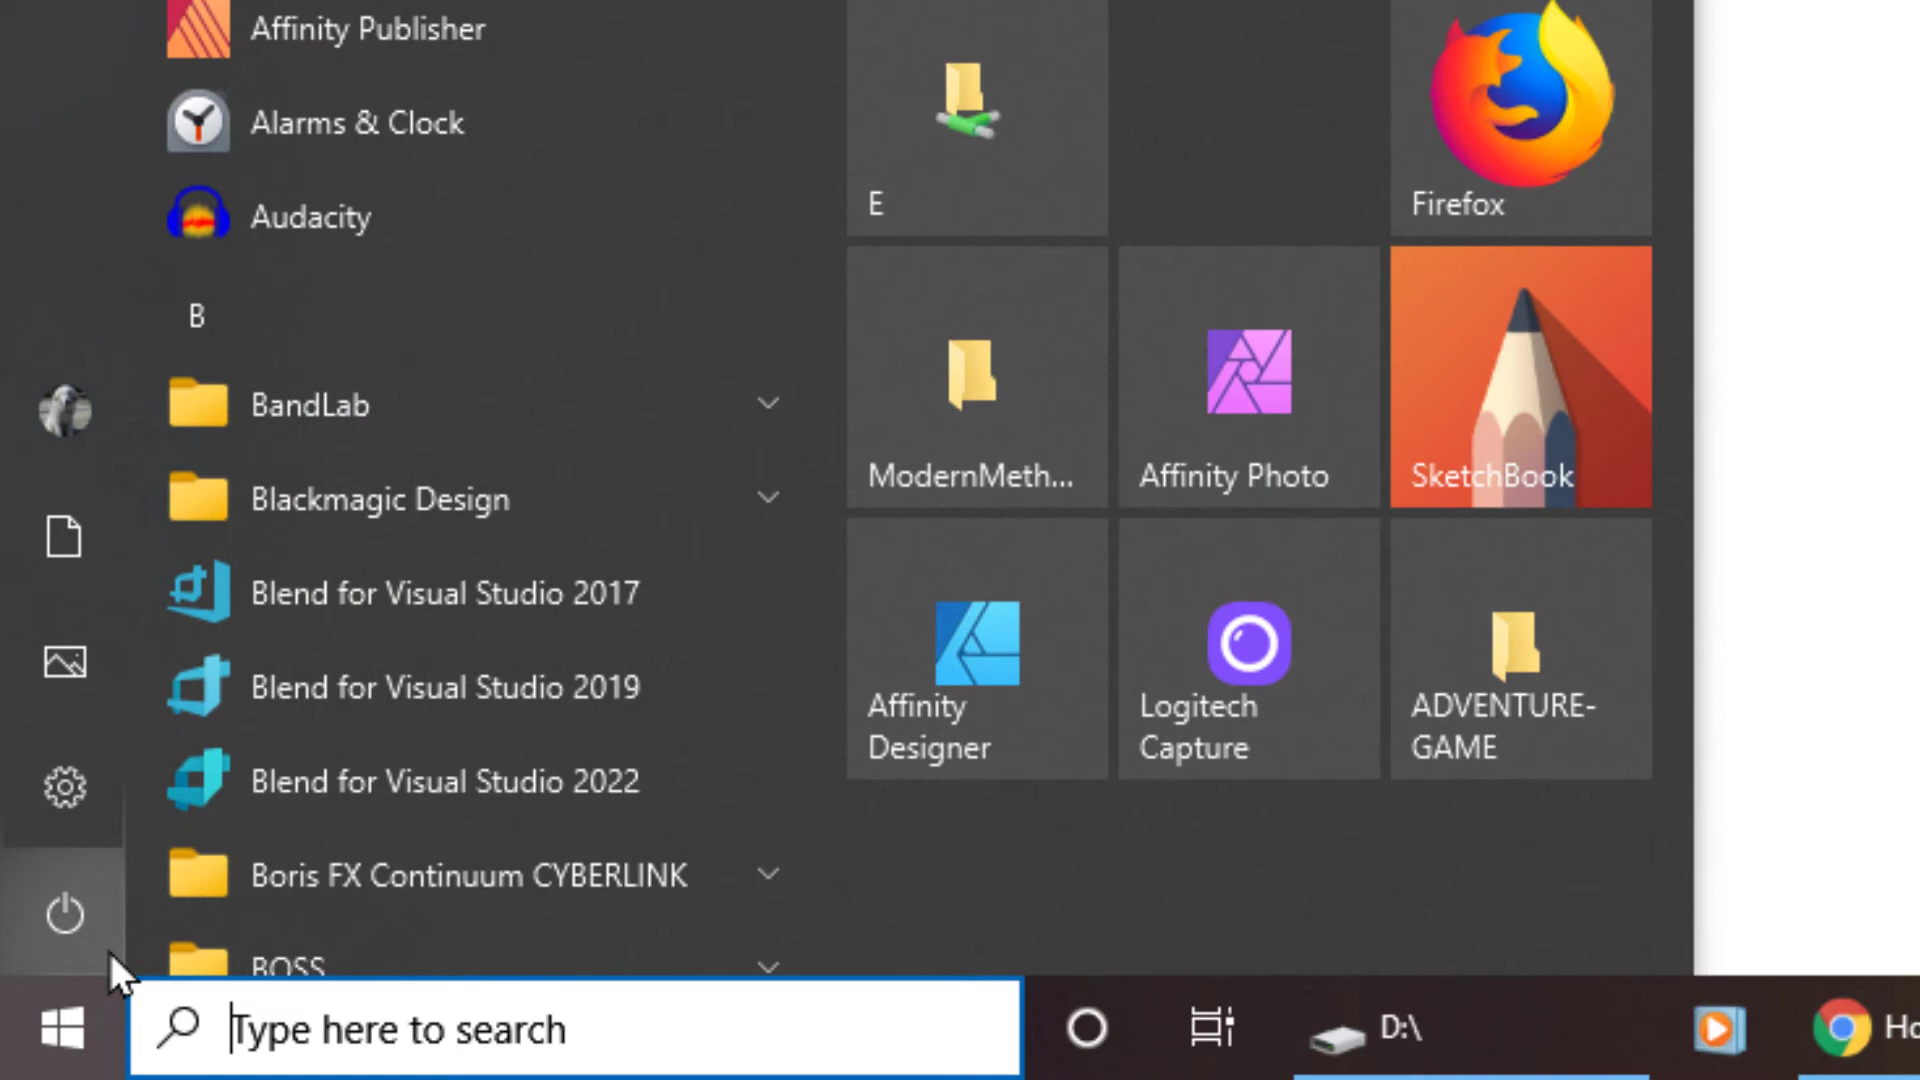 Affinity Publisher
Alarms & Clock
Audacity
B
BandLab
Blackmagic Design
Blend for Visual Studio 2017
Blend for Visual Studio 2019
Blend for Visual Studio 2022
Boris FX Continuum CYBERLINK
BOSS
E
Firefox
ModernMeth...
Affinity Photo
SketchBook
Affinity
Designer
Logitech
Capture
ADVENTURE-
GAME
Type here to search
D:\